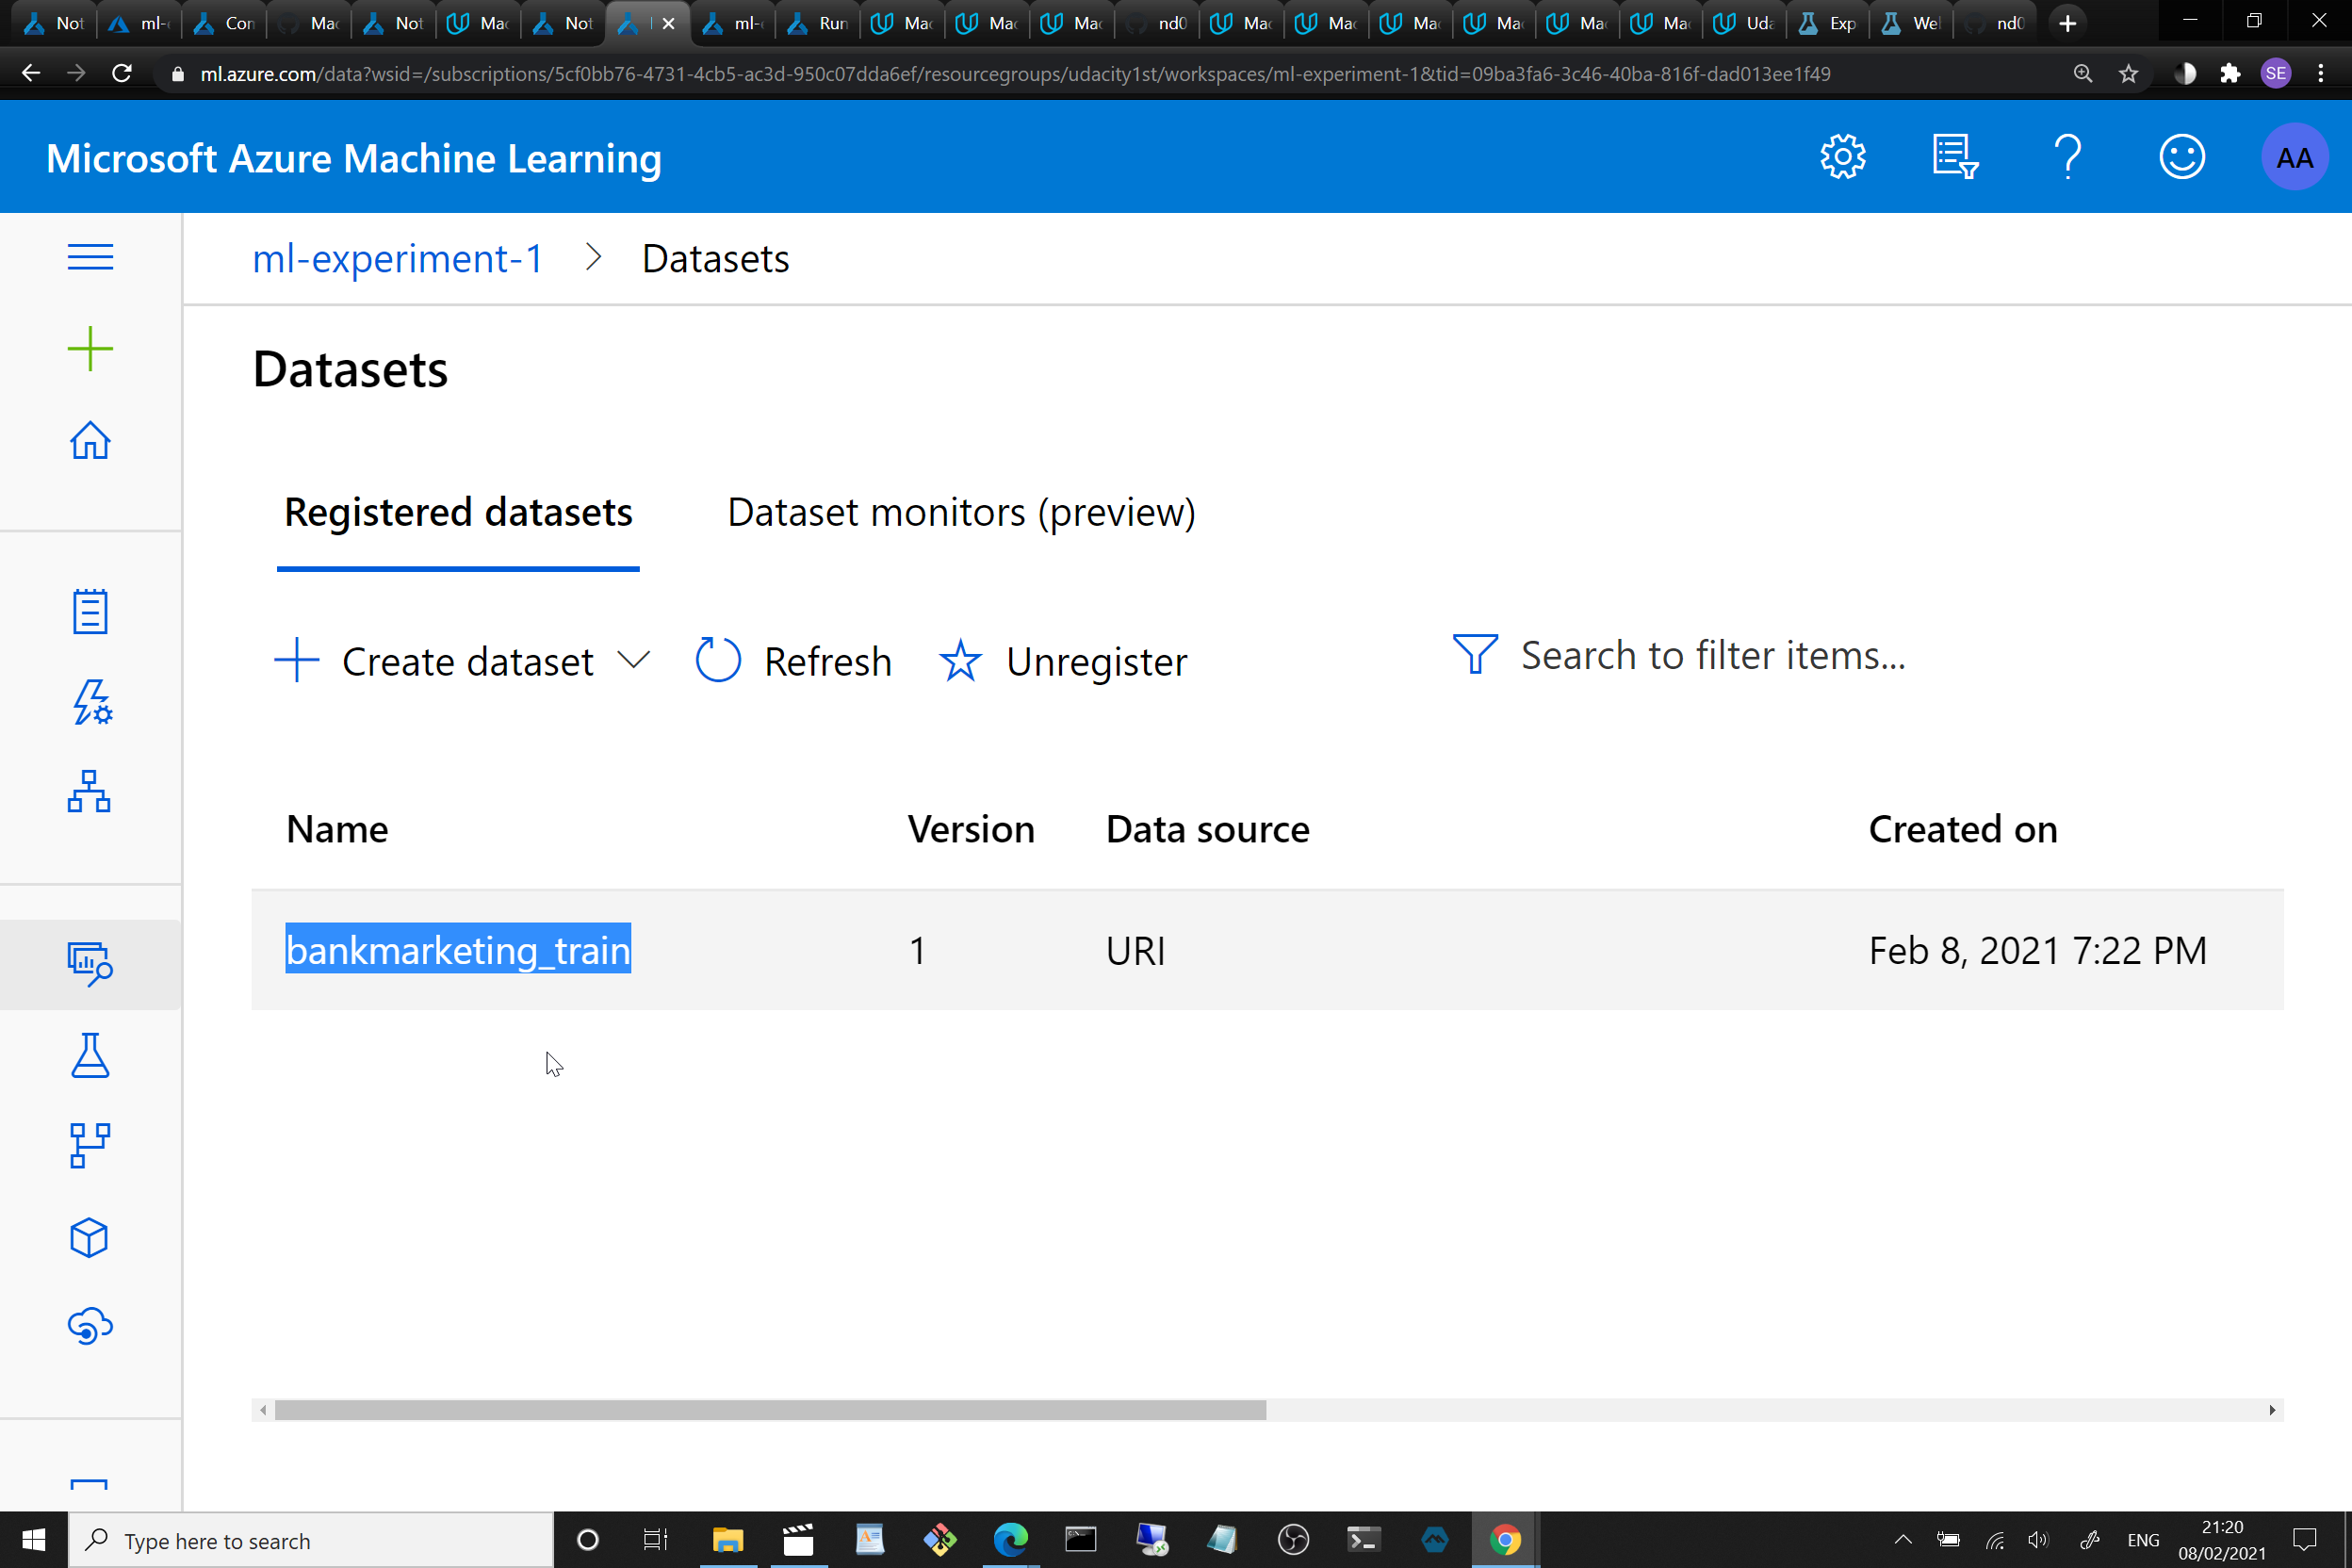 Not ml- Con Mac Not Mac Not ml- Run Mac Mac Mac nd0 Mac Mac Mac Mac Mac Mac Uda Exp Wel nd0
ml.azure.com/data?wsid=/subscriptions/5cf0bb76-4731-4cb5-ac3d-950c07dda6ef/resourcegroups/udacity1st/workspaces/ml-experiment-1&tid=09ba3fa6-3c46-40ba-816f-dad013ee1f49 SE
Microsoft Azure Machine Learning AA
ml-experiment-1 > Datasets
Datasets
Registered datasets Dataset monitors (preview)
Create dataset Refresh Unregister Search to filter items...
Name Version Data source Created on
bankmarketing_train 1 URI Feb 8, 2021 7:22 PM
Type here to search ENG 21:20
08/02/2021